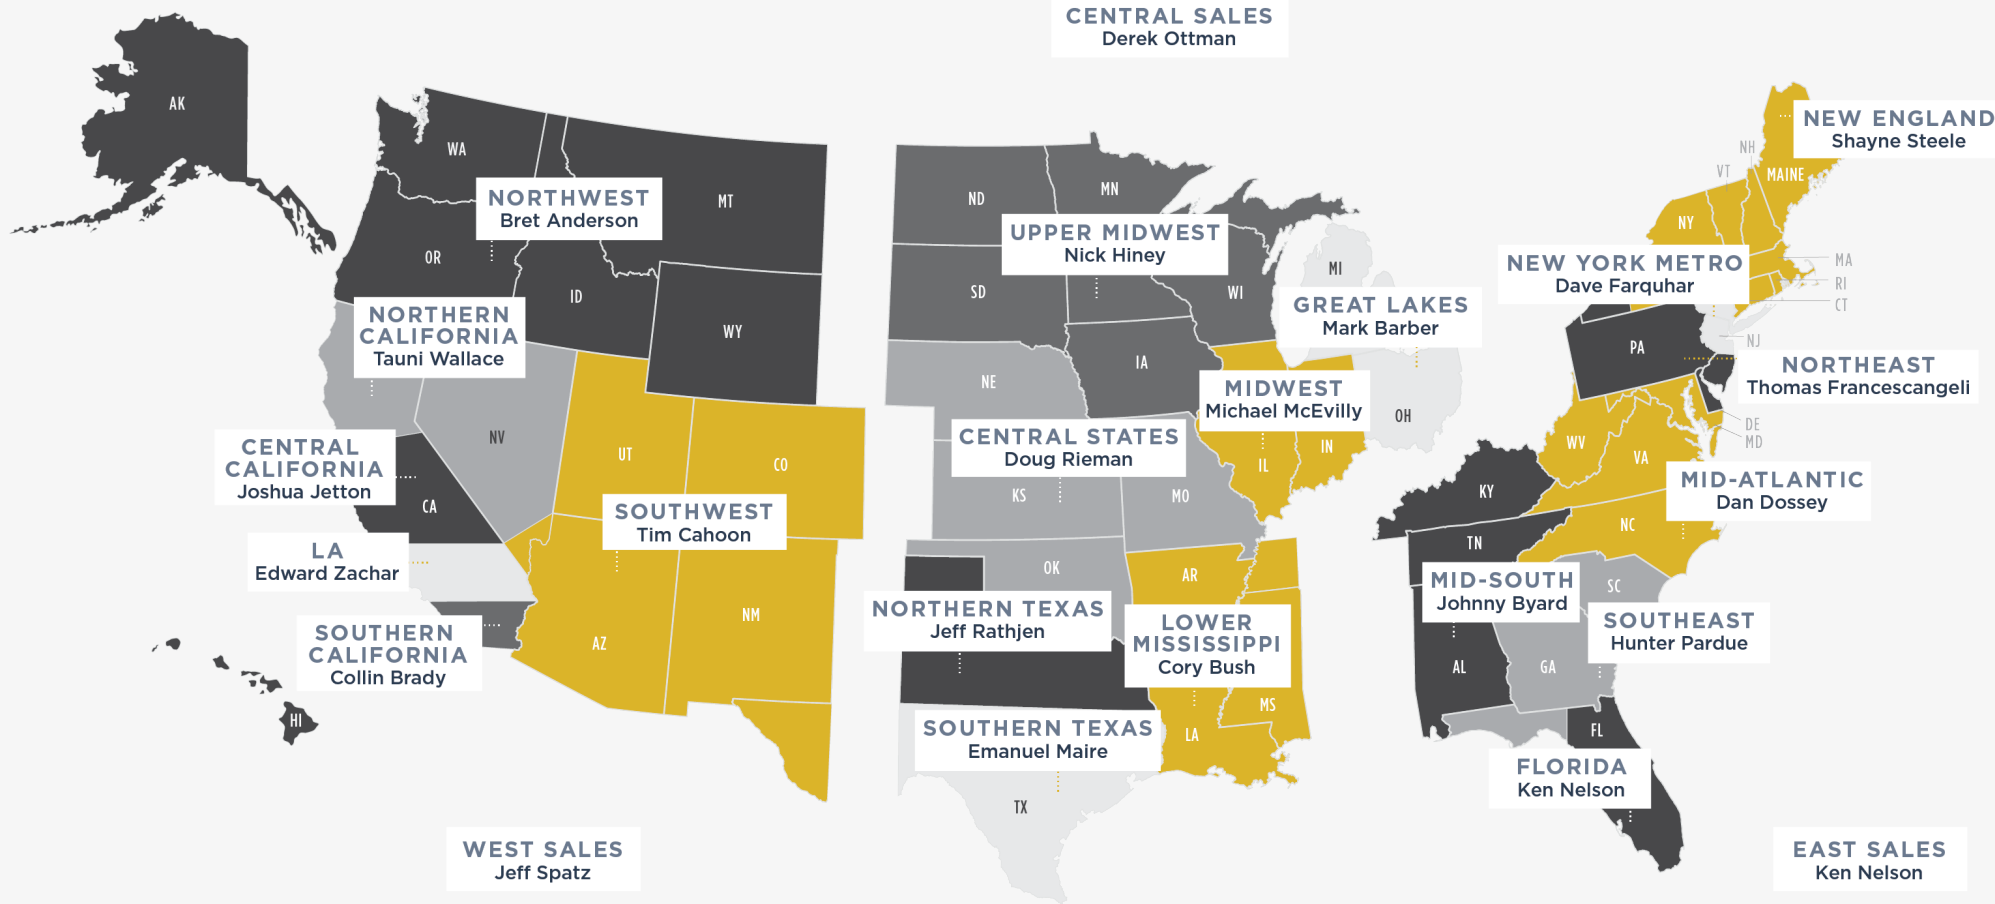 CENTRAL SALES
Derek Ottman
AK
WA
MT
OR
ID
WY
NORTHWEST
Bret Anderson
NORTHERN
CALIFORNIA
Tauni Wallace
NV
UT
CO
CENTRAL
CALIFORNIA
Joshua Jetton
CA
SOUTHWEST
Tim Cahoon
LA
Edward Zachar
AZ
NM
SOUTHERN
CALIFORNIA
Collin Brady
HI
WEST SALES
Jeff Spatz
ND
MN
UPPER MIDWEST
Nick Hiney
SD
WI
MI
GREAT LAKES
Mark Barber
IA
NE
MIDWEST
Michael McEvilly
OH
CENTRAL STATES
Doug Rieman
IL
IN
KS
MO
OK
AR
NORTHERN TEXAS
Jeff Rathjen
LOWER
MISSISSIPPI
Cory Bush
MS
LA
SOUTHERN TEXAS
Emanuel Maire
TX
NEW ENGLAND
Shayne Steele
NH
VT
MAINE
NY
NEW YORK METRO
Dave Farquhar
MA
RI
CT
NJ
PA
NORTHEAST
Thomas Francescangeli
DE
MD
WV
VA
MID-ATLANTIC
Dan Dossey
KY
NC
TN
MID-SOUTH
Johnny Byard
SC
SOUTHEAST
Hunter Pardue
AL
GA
FL
FLORIDA
Ken Nelson
EAST SALES
Ken Nelson